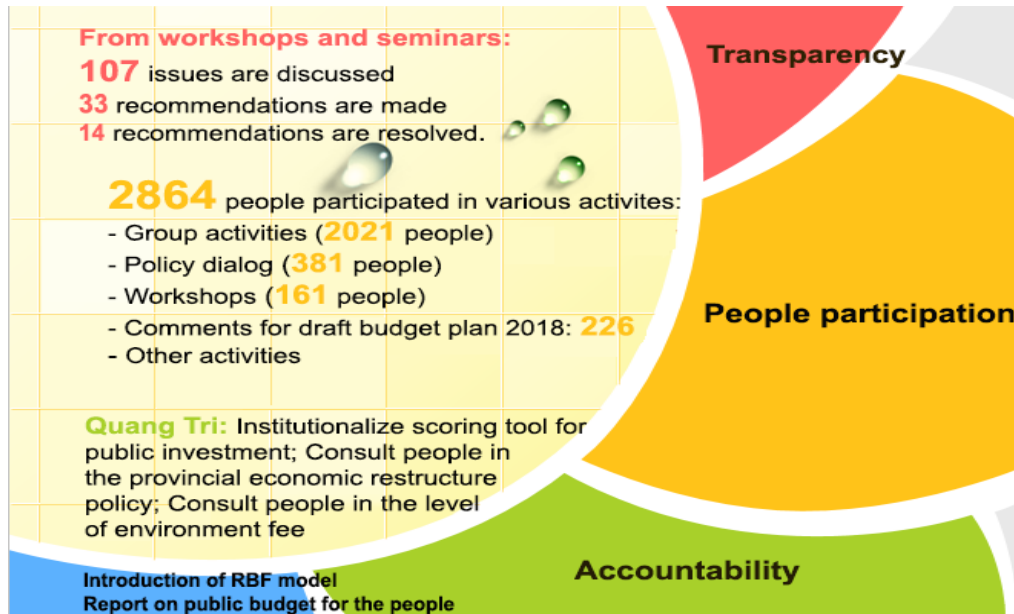 From workshops and seminars:
107 issues are discussed
33 recommendations are made
14 recommendations are resolved.
2864 people participated in various activites:
- Group activities (2021 people)
- Policy dialog (381 people)
- Workshops (161 people)
- Comments for draft budget plan 2018: 226
- Other activities
Quang Tri: Institutionalize scoring tool for
public investment; Consult people in
the provincial economic restructure
policy; Consult people in the level
of environment fee
Introduction of RBF model
Report on public budget for the people
Transparency
People participation
Accountability